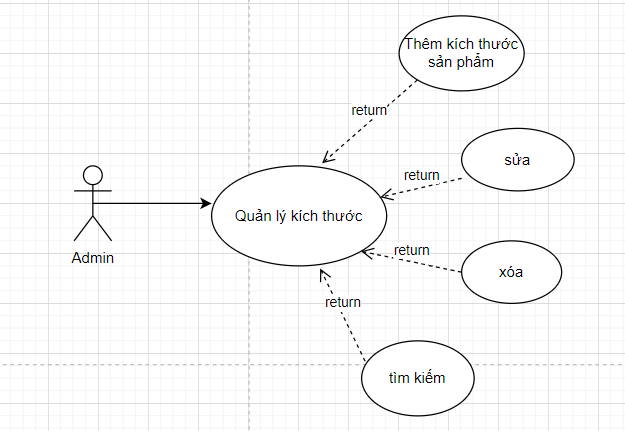 Thêm kích thước
sản phẩm
return
sửa
return
Quản lý kích thước
Admin
return
xóa
return
tìm kiếm